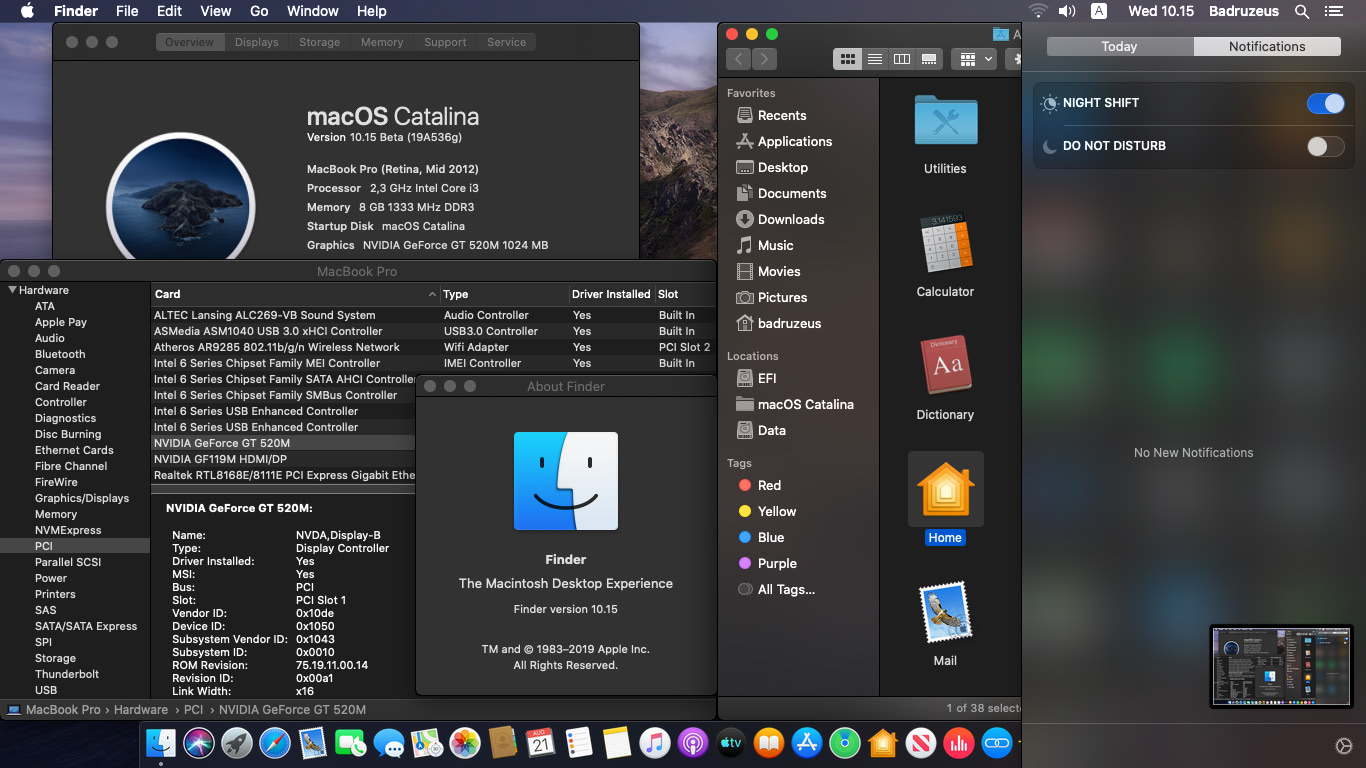 Finder File Edit View Go Window Help
A Wed 10.15 Badruzeus
Overview Displays Storage Memory Support Service
macOS Catalina
Version 10.15 Beta (19A536g)
MacBook Pro (Retina, Mid 2012)
Processor 2,3 GHz Intel Core i3
Memory 8 GB 1333 MHz DDR3
Startup Disk macOS Catalina
Graphics NVIDIA GeForce GT 520M 1024 MB
MacBook Pro
Hardware
ATA
Apple Pay
Audio
Bluetooth
Camera
Card Reader
Controller
Diagnostics
Disc Burning
Ethernet Cards
Fibre Channel
FireWire
Graphics/Displays
Memory
NVMExpress
PCI
Parallel SCSI
Power
Printers
SAS
SATA/SATA Express
SPI
Storage
Thunderbolt
USB
Card Type Driver Installed Slot
ALTEC Lansing ALC269-VB Sound System Audio Controller Yes Built In
ASMedia ASM1040 USB 3.0 xHCI Controller USB3.0 Controller Yes Built In
Atheros AR9285 802.11b/g/n Wireless Network Wifi Adapter Yes PCI Slot 2
Intel 6 Series Chipset Family MEI Controller IMEI Controller Yes Built In
Intel 6 Series Chipset Family SATA AHCI Controller
Intel 6 Series Chipset Family SMBus Controller
Intel 6 Series USB Enhanced Controller
Intel 6 Series USB Enhanced Controller
NVIDIA GeForce GT 520M
NVIDIA GF119M HDMI/DP
Realtek RTL8168E/8111E PCI Express Gigabit Ethe
NVIDIA GeForce GT 520M:
Name: NVDA,Display-B
Type: Display Controller
Driver Installed: Yes
MSI: Yes
Bus: PCI
Slot: PCI Slot 1
Vendor ID: 0x10de
Device ID: 0x1050
Subsystem Vendor ID: 0x1043
Subsystem ID: 0x0010
ROM Revision: 75.19.11.00.14
Revision ID: 0x00a1
Link Width: x16
MacBook Pro › Hardware › PCI › NVIDIA GeForce GT 520M
About Finder
Finder
The Macintosh Desktop Experience
Finder version 10.15
TM and © 1983–2019 Apple Inc.
All Rights Reserved.
A
Favorites
Recents
Applications
Desktop
Documents
Downloads
Music
Movies
Pictures
badruzeus
Locations
EFI
macOS Catalina
Data
Tags
Red
Yellow
Blue
Purple
All Tags...
Utilities
3.141593
Calculator
Dictionary
Aa
Dictionary
Home
Mail
1 of 38 selecte
Today Notifications
NIGHT SHIFT
DO NOT DISTURB
No New Notifications
AUG
21
tv